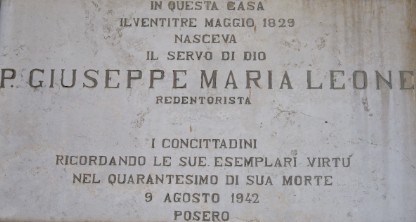 IN QUESTA CASA
IL VENTITRE MAGGIO, 1829
NASCEVA
IL SERVO DI DIO
P. GIUSEPPE MARIA LEONE
REDENTORISTA
I CONCITTADINI
RICORDANDO LE SUE ESEMPLARI VIRTÙ
NEL QUARANTESIMO DI SUA MORTE
9 AGOSTO 1942
POSERO